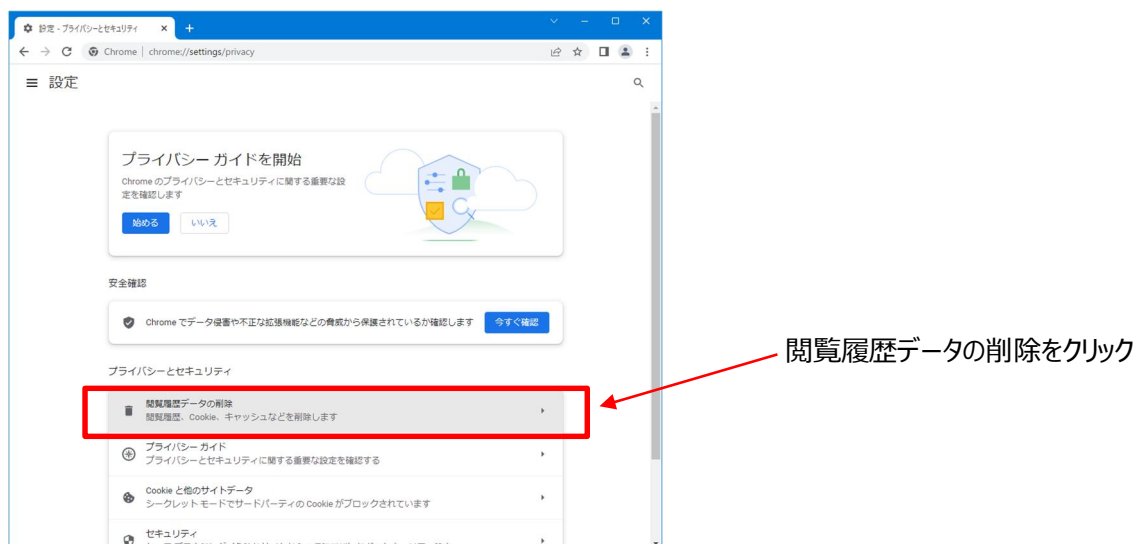 設定 - プライバシーとセキュリティ
Chrome | chrome://settings/privacy
設定
プライバシー ガイドを開始
Chrome のプライバシーとセキュリティに関する重要な設
定を確認します
始める いいえ
安全確認
Chrome でデータ侵害や不正な拡張機能などの脅威から保護されているか確認します 今すぐ確認
閲覧履歴データの削除をクリック
プライバシーとセキュリティ
閲覧履歴データの削除
閲覧履歴、Cookie、キャッシュなどを削除します
プライバシー ガイド
プライバシーとセキュリティに関する重要な設定を確認する
Cookie と他のサイトデータ
シークレット モードでサードパーティの Cookie がブロックされています
セキュリティ